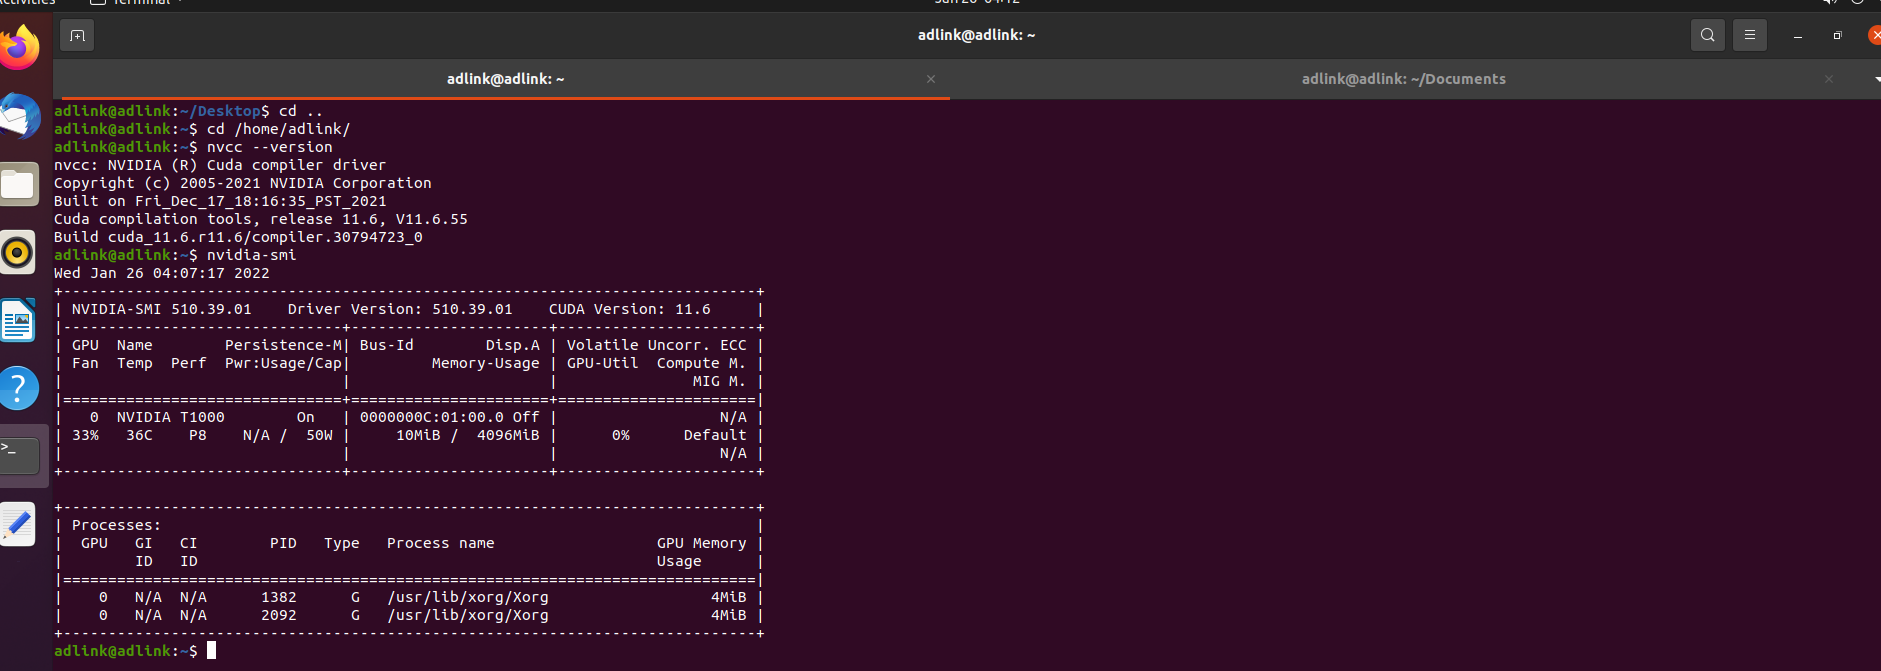 Activities Terminal
adlink@adlink: ~
adlink@adlink: ~ × adlink@adlink: ~/Documents ×
adlink@adlink:~/Desktop$ cd ..
adlink@adlink:~$ cd /home/adlink/
adlink@adlink:~$ nvcc --version
nvcc: NVIDIA (R) Cuda compiler driver
Copyright (c) 2005-2021 NVIDIA Corporation
Built on Fri_Dec_17_18:16:35_PST_2021
Cuda compilation tools, release 11.6, V11.6.55
Build cuda_11.6.r11.6/compiler.30794723_0
adlink@adlink:~$ nvidia-smi
Wed Jan 26 04:07:17 2022
+-----------------------------------------------------------------------------+
| NVIDIA-SMI 510.39.01    Driver Version: 510.39.01    CUDA Version: 11.6     |
|-------------------------------+----------------------+----------------------+
| GPU  Name        Persistence-M| Bus-Id        Disp.A | Volatile Uncorr. ECC |
| Fan  Temp  Perf  Pwr:Usage/Cap|         Memory-Usage | GPU-Util  Compute M. |
|                               |                      |               MIG M. |
|===============================+======================+======================|
|   0  NVIDIA T1000        On   | 0000000C:01:00.0 Off |                  N/A |
| 33%   36C    P8    N/A /  50W |     10MiB /  4096MiB |      0%      Default |
|                               |                      |                  N/A |
+-------------------------------+----------------------+----------------------+
+-----------------------------------------------------------------------------+
| Processes:                                                                  |
|  GPU   GI   CI        PID   Type   Process name                  GPU Memory |
|        ID   ID                                                   Usage      |
|=============================================================================|
|    0   N/A  N/A      1382      G   /usr/lib/xorg/Xorg                  4MiB |
|    0   N/A  N/A      2092      G   /usr/lib/xorg/Xorg                  4MiB |
+-----------------------------------------------------------------------------+
adlink@adlink:~$